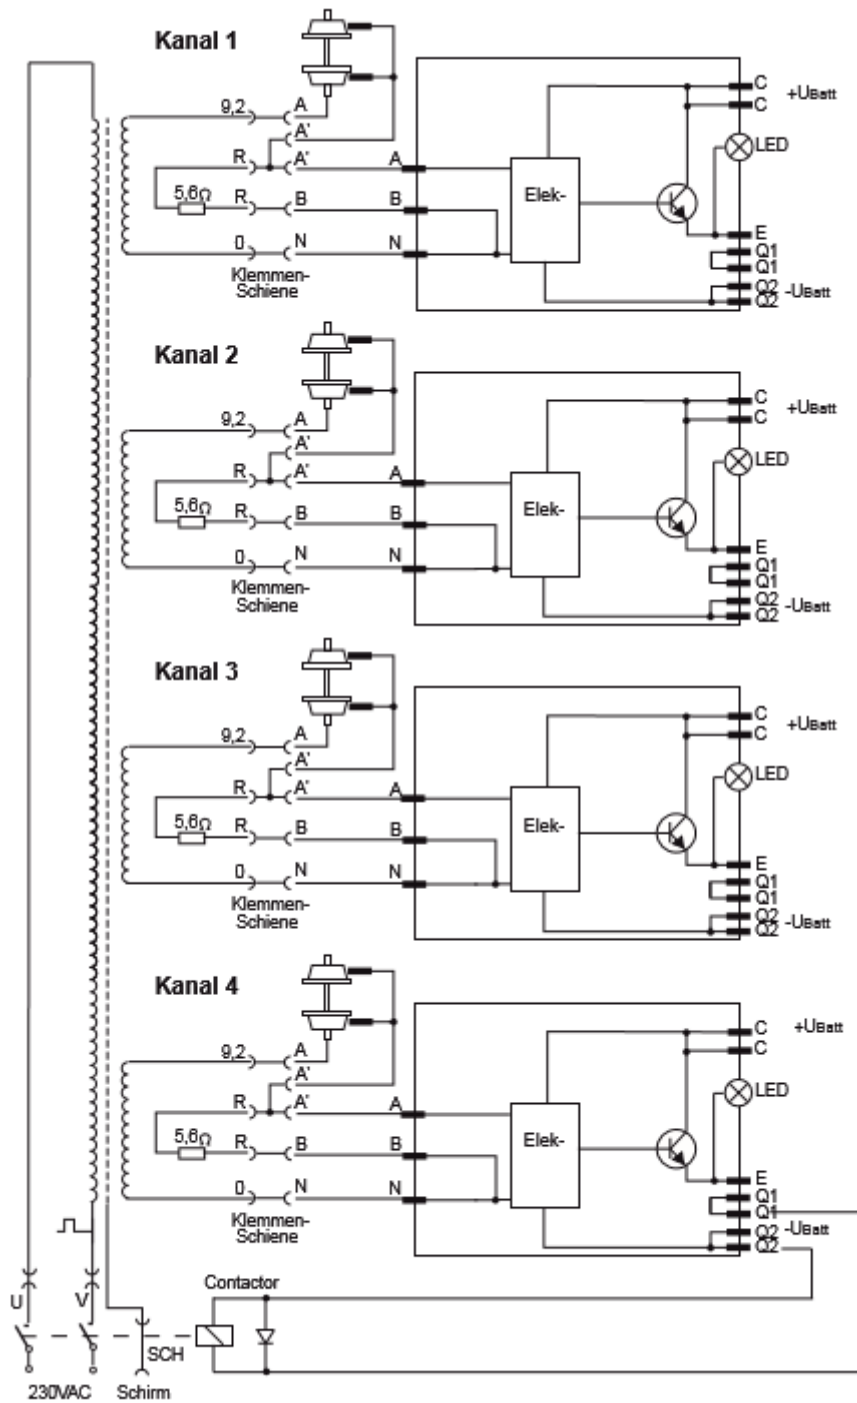 Kanal 1
9,2
A
A'
R
A'
A
5,6Ω
R
B
B
0
N
N
Klemmen-
Schiene
Elek-
C
+UBatt
C
LED
E
Q1
Q1
Q2
-UBatt
Q2
Kanal 2
9,2
A
A'
R
A'
A
5,6Ω
R
B
B
0
N
N
Klemmen-
Schiene
Elek-
C
+UBatt
C
LED
E
Q1
Q1
Q2
-UBatt
Q2
Kanal 3
9,2
A
A'
R
A'
A
5,6Ω
R
B
B
0
N
N
Klemmen-
Schiene
Elek-
C
+UBatt
C
LED
E
Q1
Q1
Q2
-UBatt
Q2
Kanal 4
9,2
A
A'
R
A'
A
5,6Ω
R
B
B
0
N
N
Klemmen-
Schiene
Elek-
C
+UBatt
C
LED
E
Q1
Q1
Q2
-UBatt
Q2
U
V
Contactor
SCH
230VAC
Schirm